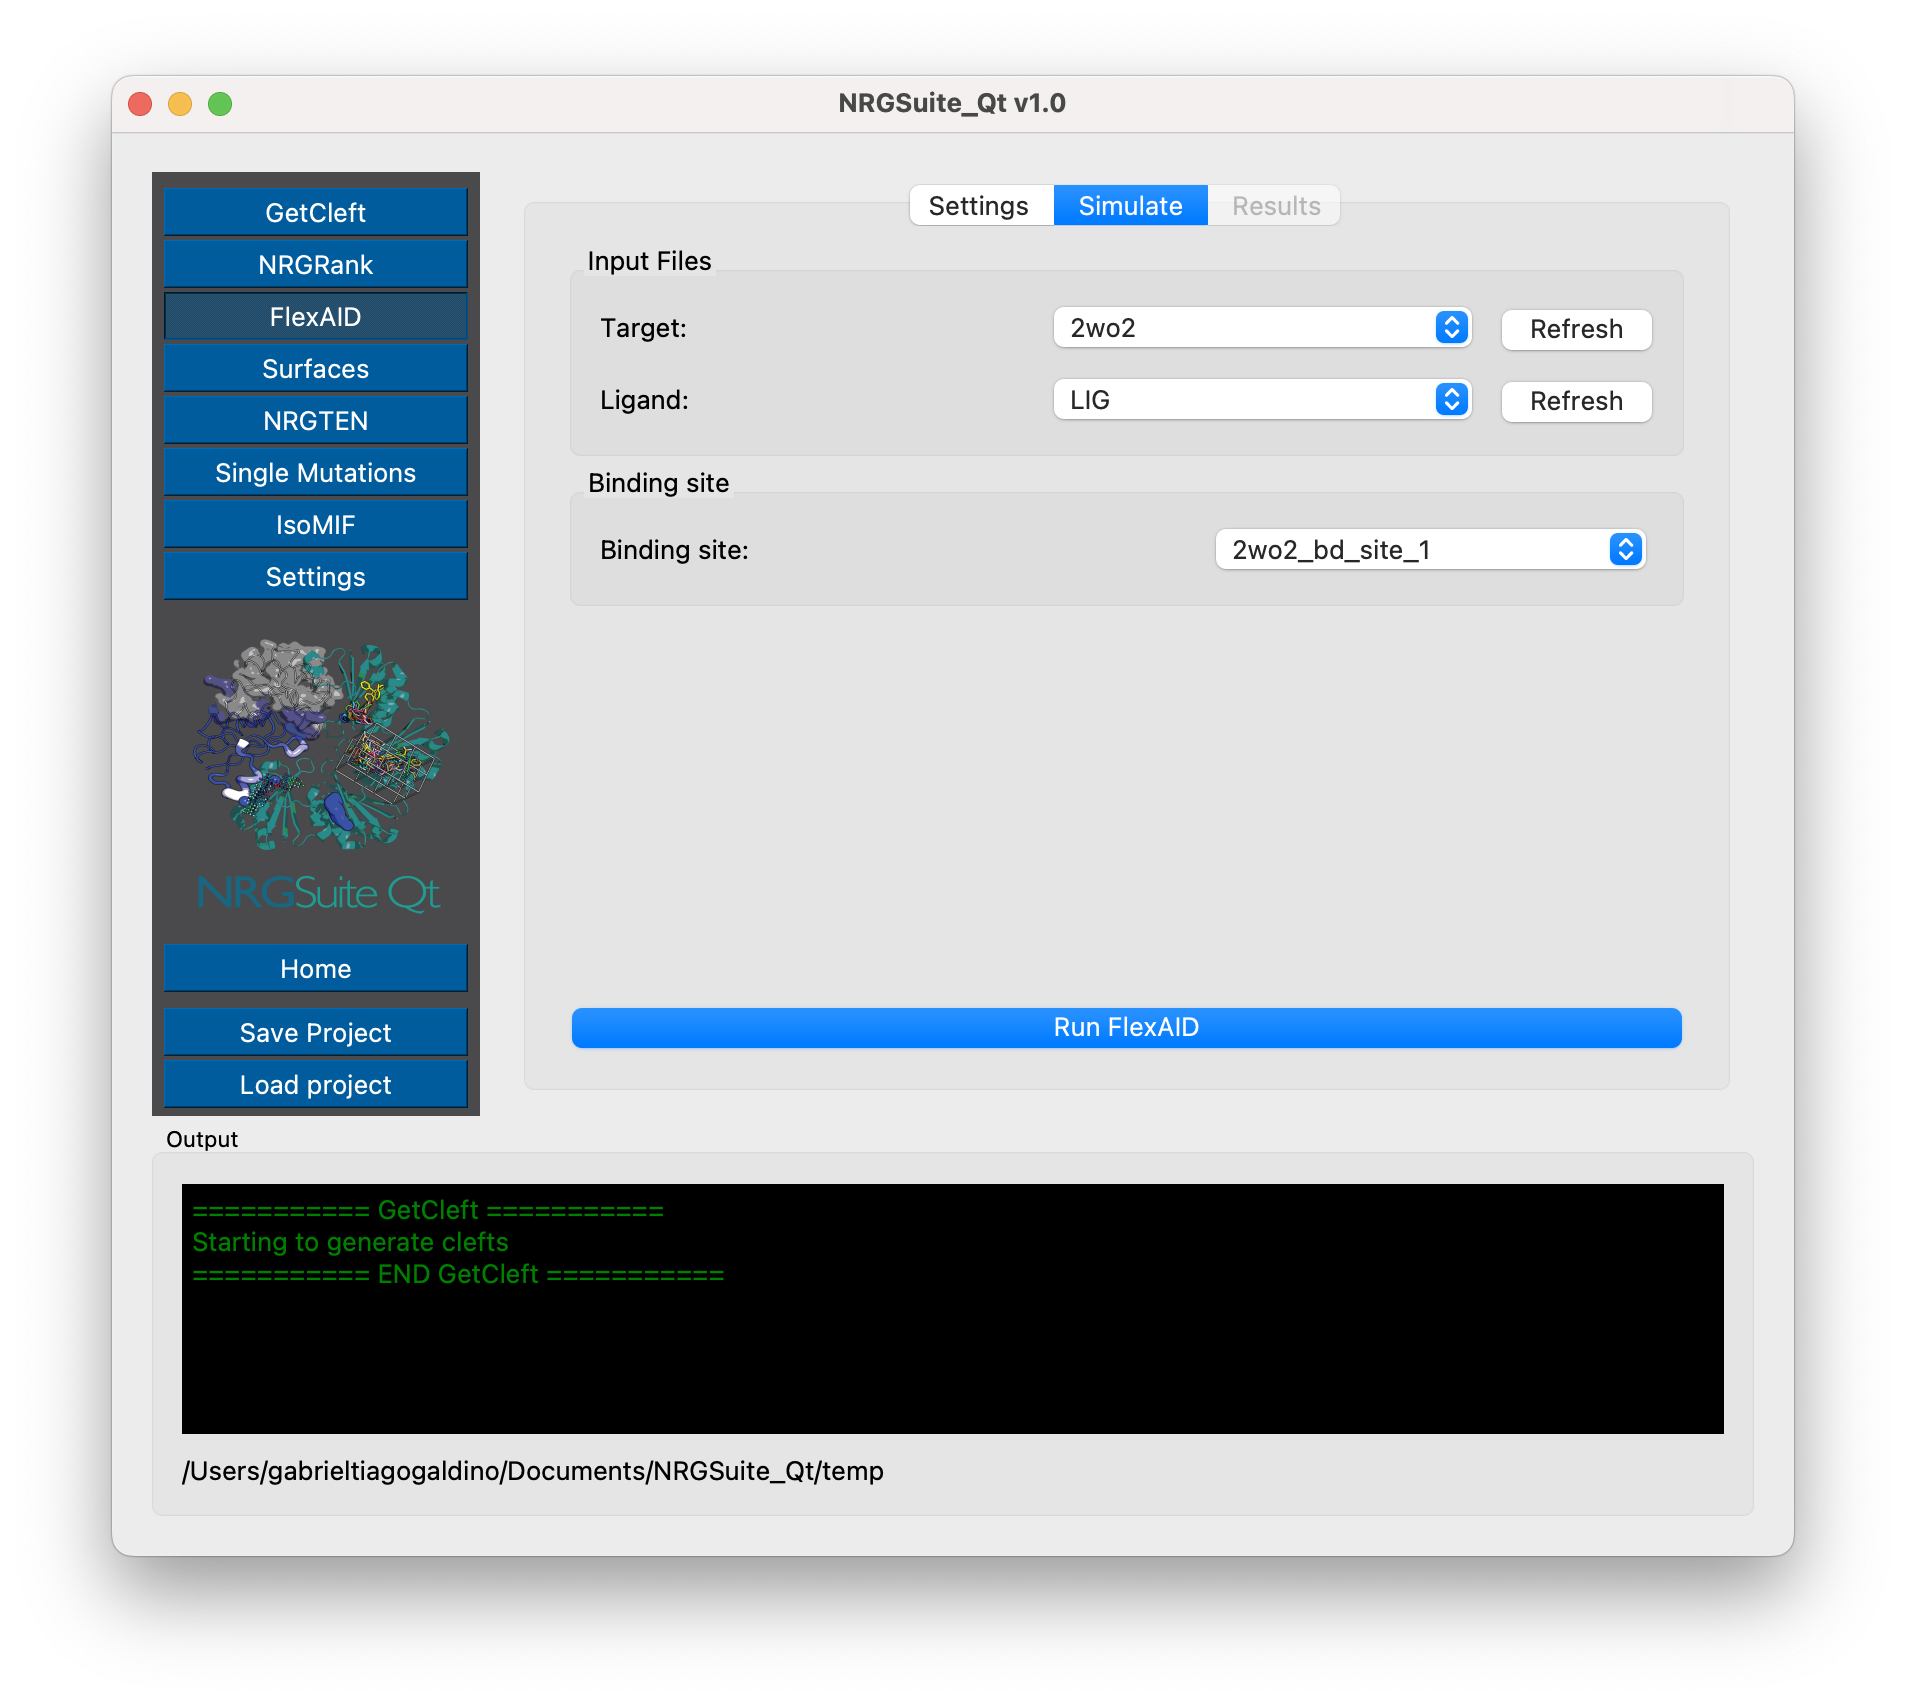 NRGSuite_Qt v1.0
GetCleft
NRGRank
FlexAID
Surfaces
NRGTEN
Single Mutations
IsoMIF
Settings
NRGSuite Qt
Home
Save Project
Load project
Settings Simulate Results
Input Files
Target: 2wo2 Refresh
Ligand: LIG Refresh
Binding site
Binding site: 2wo2_bd_site_1
Run FlexAID
Output
=========== GetCleft ===========
Starting to generate clefts
=========== END GetCleft ===========
/Users/gabrieltiagogaldino/Documents/NRGSuite_Qt/temp